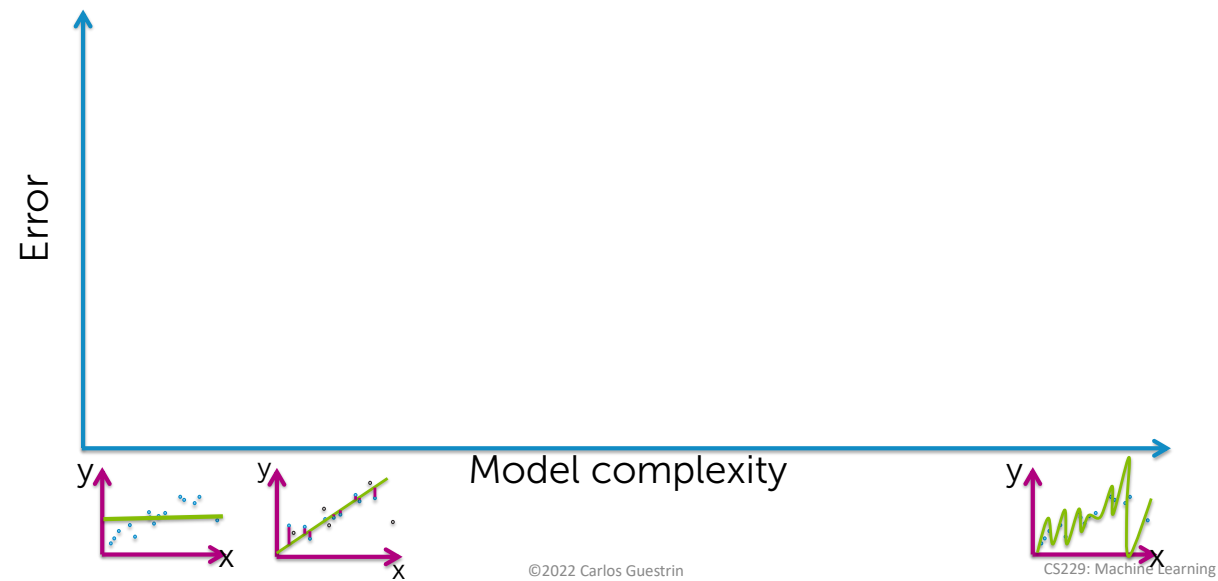 Error
Model complexity
y
x
y
x
y
x
©2022 Carlos Guestrin
CS229: Machine Learning